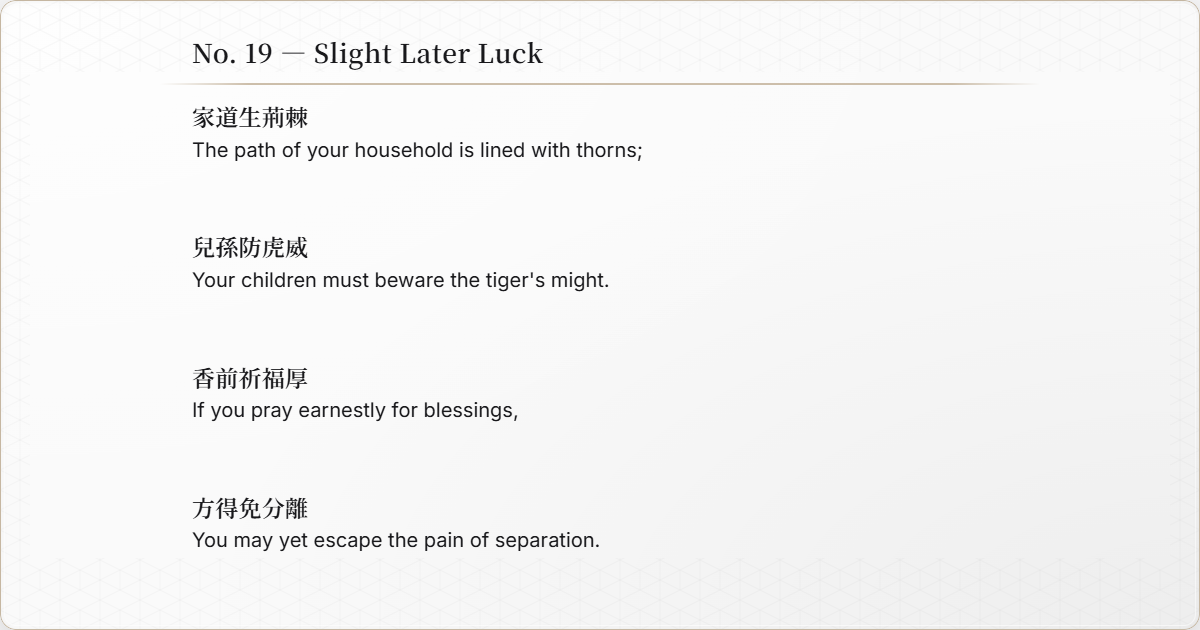 No. 19 — Slight Later Luck
家道生荊棘
The path of your household is lined with thorns;
兒孫防虎威
Your children must beware the tiger's might.
香前祈福厚
If you pray earnestly for blessings,
方得免分離
You may yet escape the pain of separation.